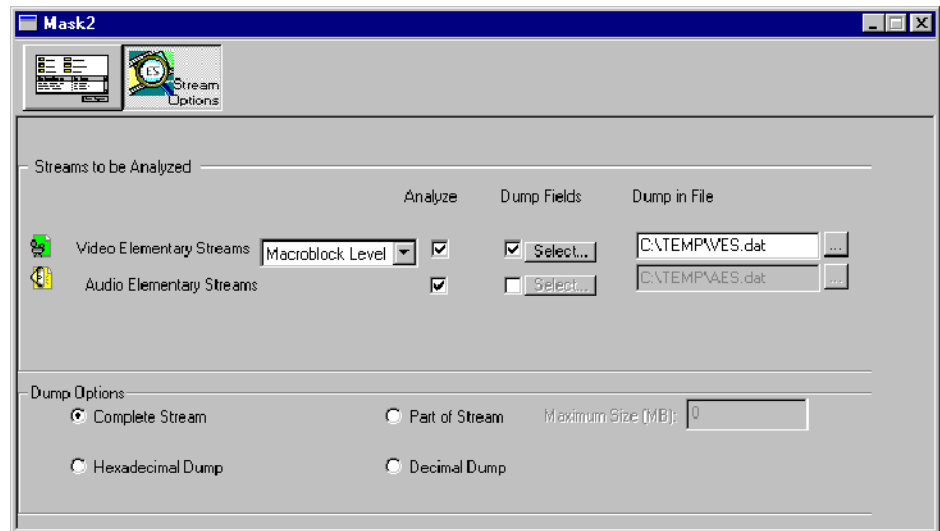 Mask2
ES
Stream
Options
Streams to be Analyzed
Analyze Dump Fields Dump in File
Video Elementary Streams Macroblock Level Select... C:\TEMP\VES.dat ...
Audio Elementary Streams Select... C:\TEMP\AES.dat ...
Dump Options
Complete Stream Part of Stream Maximum Size (MB): 0
Hexadecimal Dump Decimal Dump